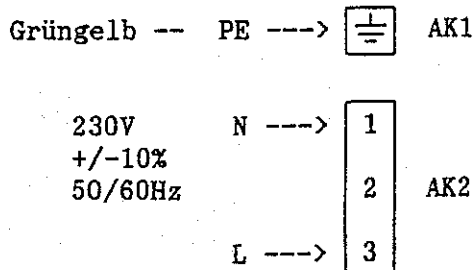 Grüngelb -- PE ---> AK1
230V N ---> 1
+/-10%
50/60Hz 2 AK2
L ---> 3